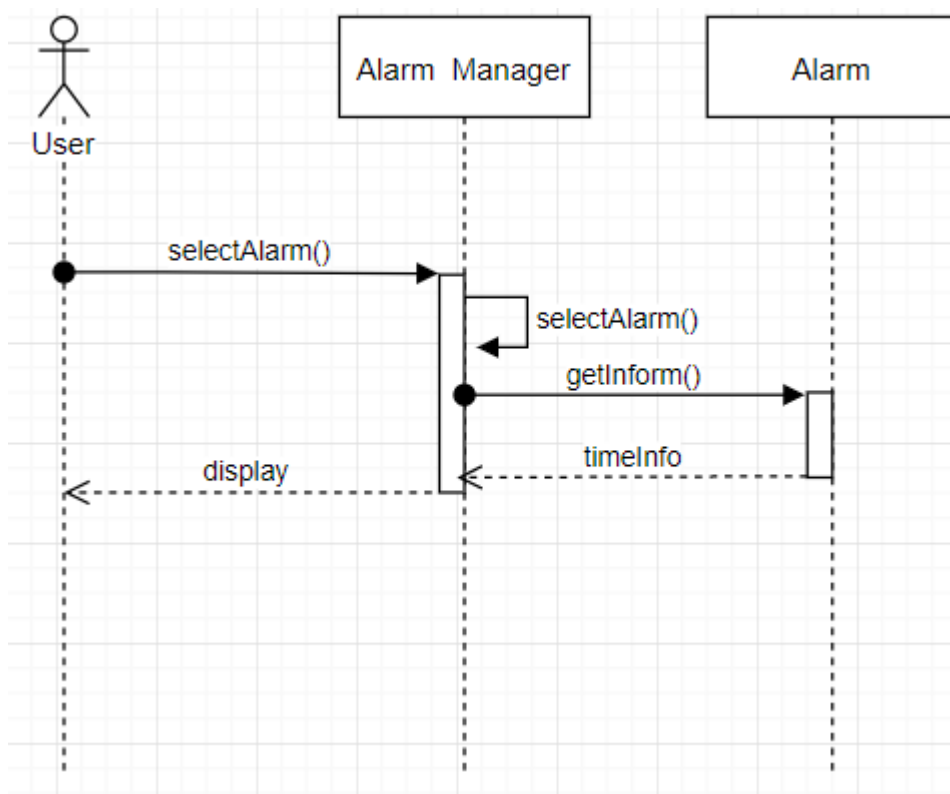 Alarm Manager
Alarm
User
selectAlarm()
selectAlarm()
getInform()
timeInfo
display